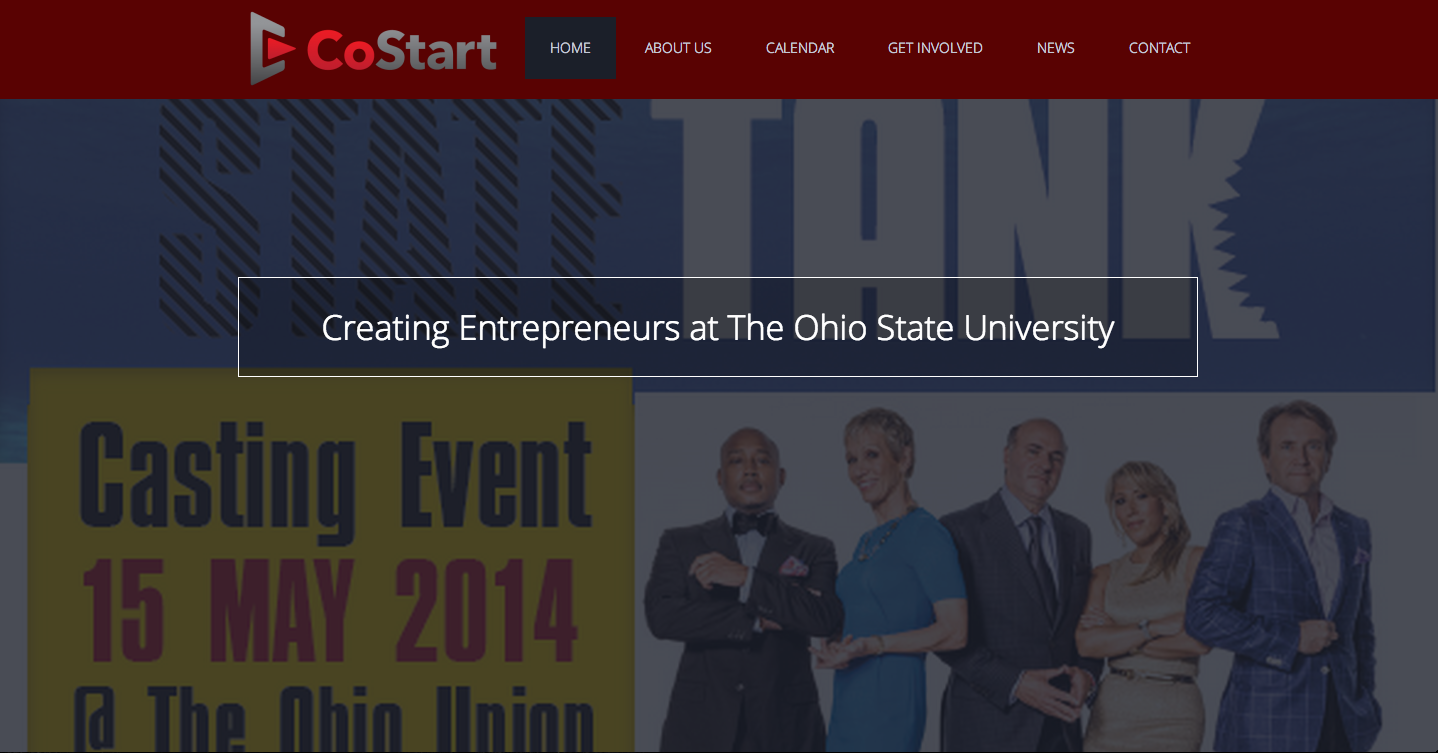 CoStart
HOME ABOUT US CALENDAR GET INVOLVED NEWS CONTACT
STATE TANK
Creating Entrepreneurs at The Ohio State University
Casting Event
15 MAY 2014
@ The Ohio Union